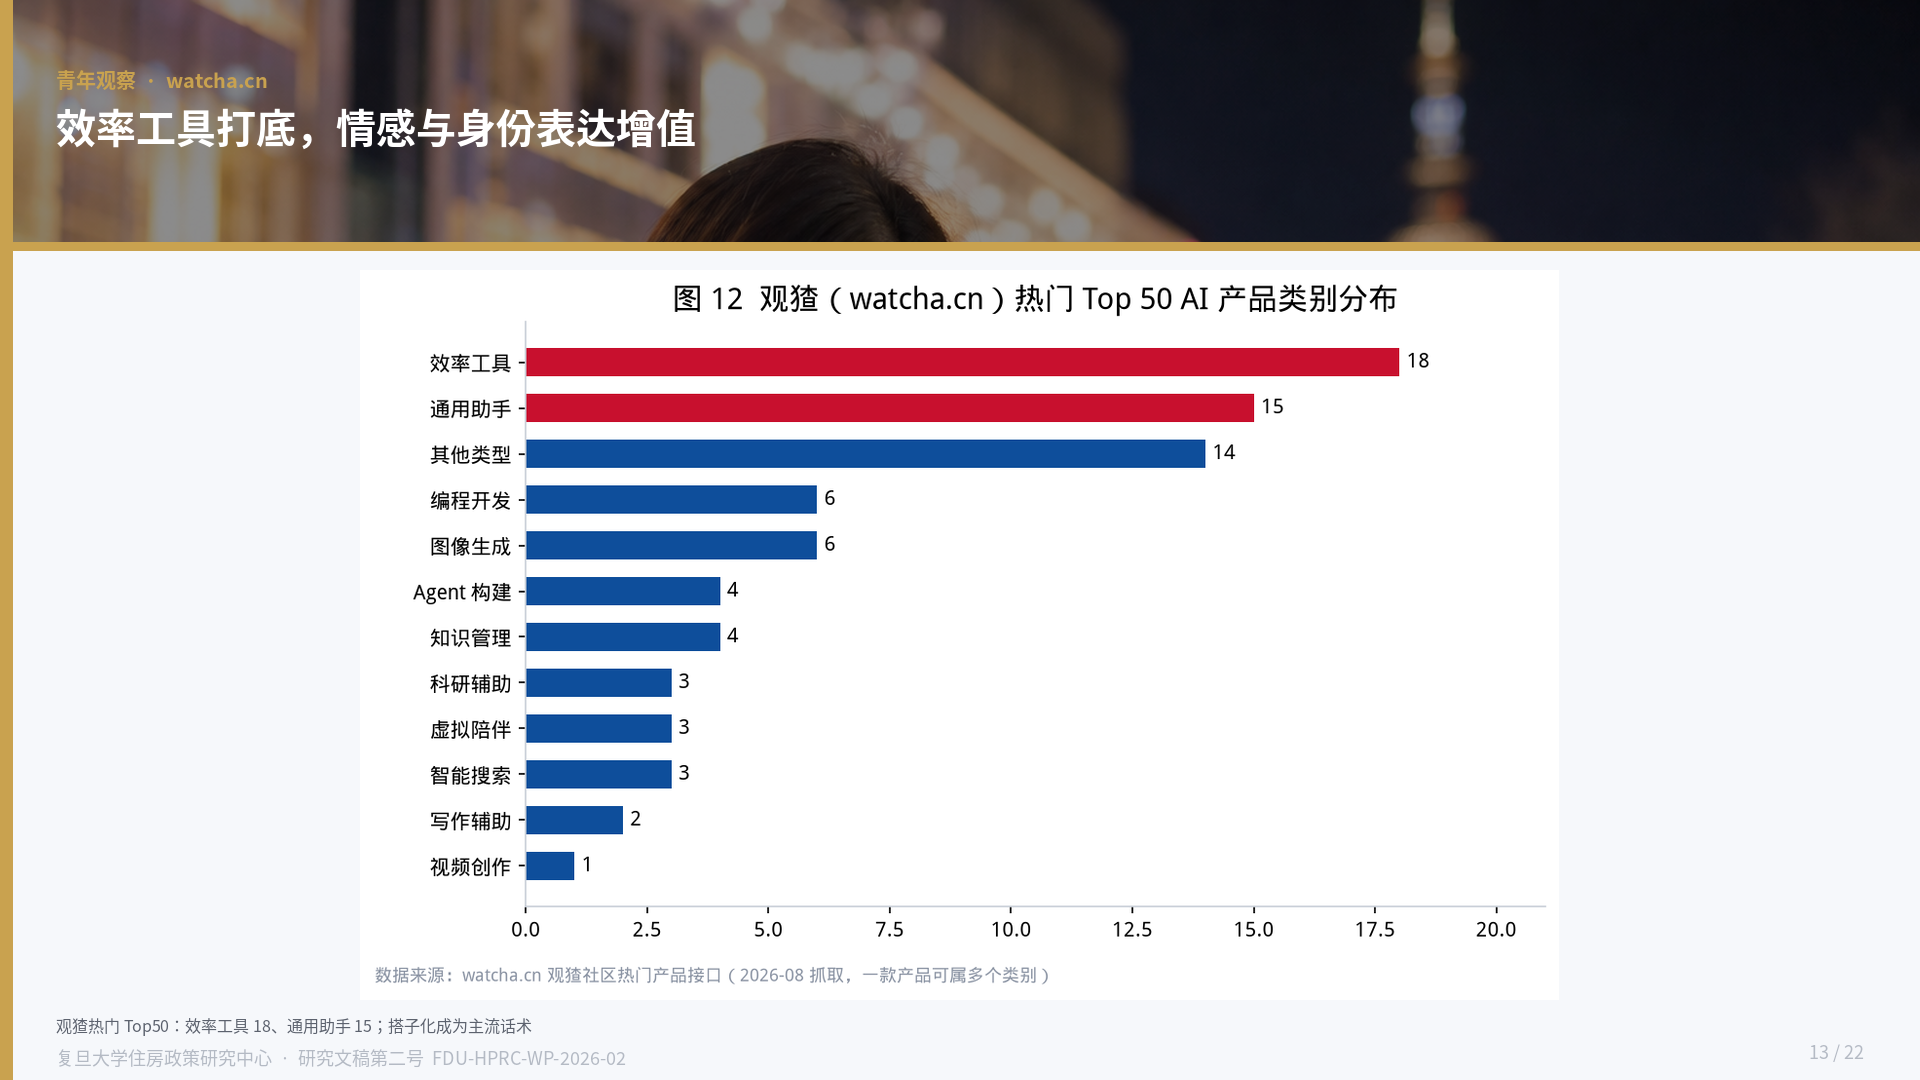 青年观察 · watcha.cn
效率工具打底，情感与身份表达增值
图 12 观猹（watcha.cn）热门 Top 50 AI 产品类别分布
效率工具 18
通用助手 15
其他类型 14
编程开发 6
图像生成 6
Agent 构建 4
知识管理 4
科研辅助 3
虚拟陪伴 3
智能搜索 3
写作辅助 2
视频创作 1
0.0 2.5 5.0 7.5 10.0 12.5 15.0 17.5 20.0
数据来源：watcha.cn 观猹社区热门产品接口（2026-08 抓取，一款产品可属多个类别）
观猹热门 Top50：效率工具 18、通用助手 15；搭子化成为主流话术
复旦大学住房政策研究中心 · 研究文稿第二号 FDU-HPRC-WP-2026-02
13 / 22